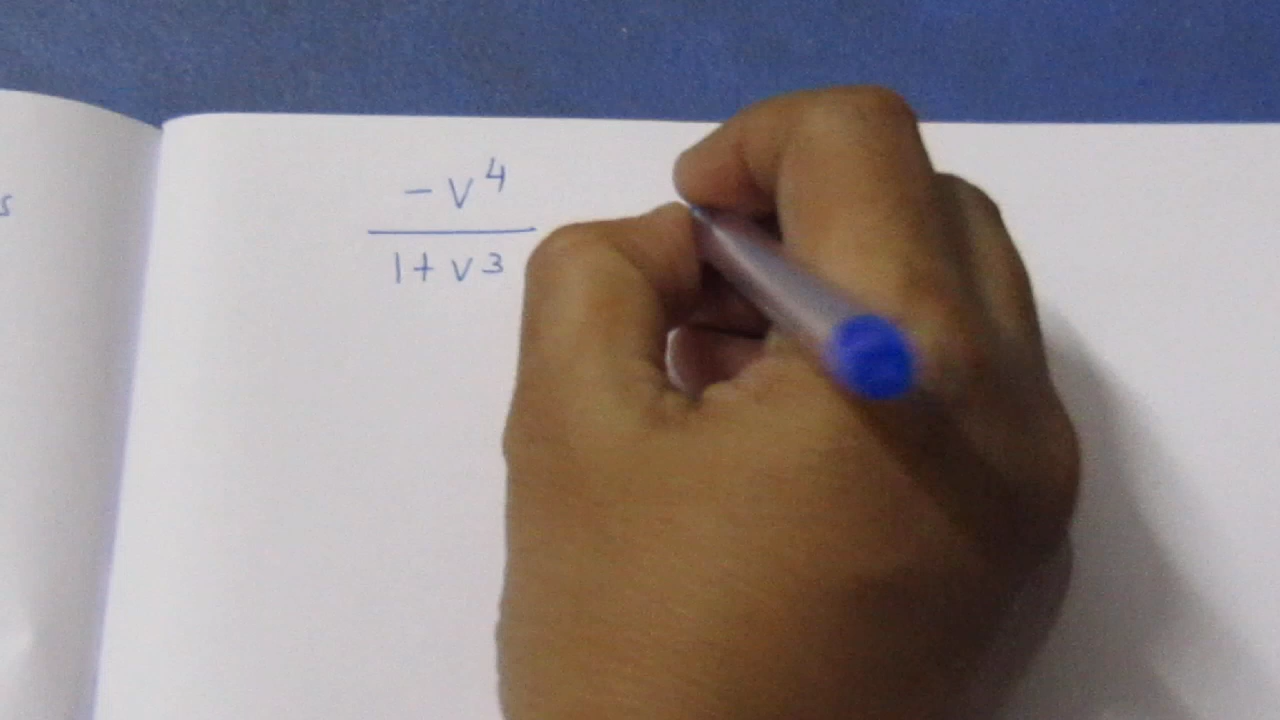 s
- v⁴
1 + v³